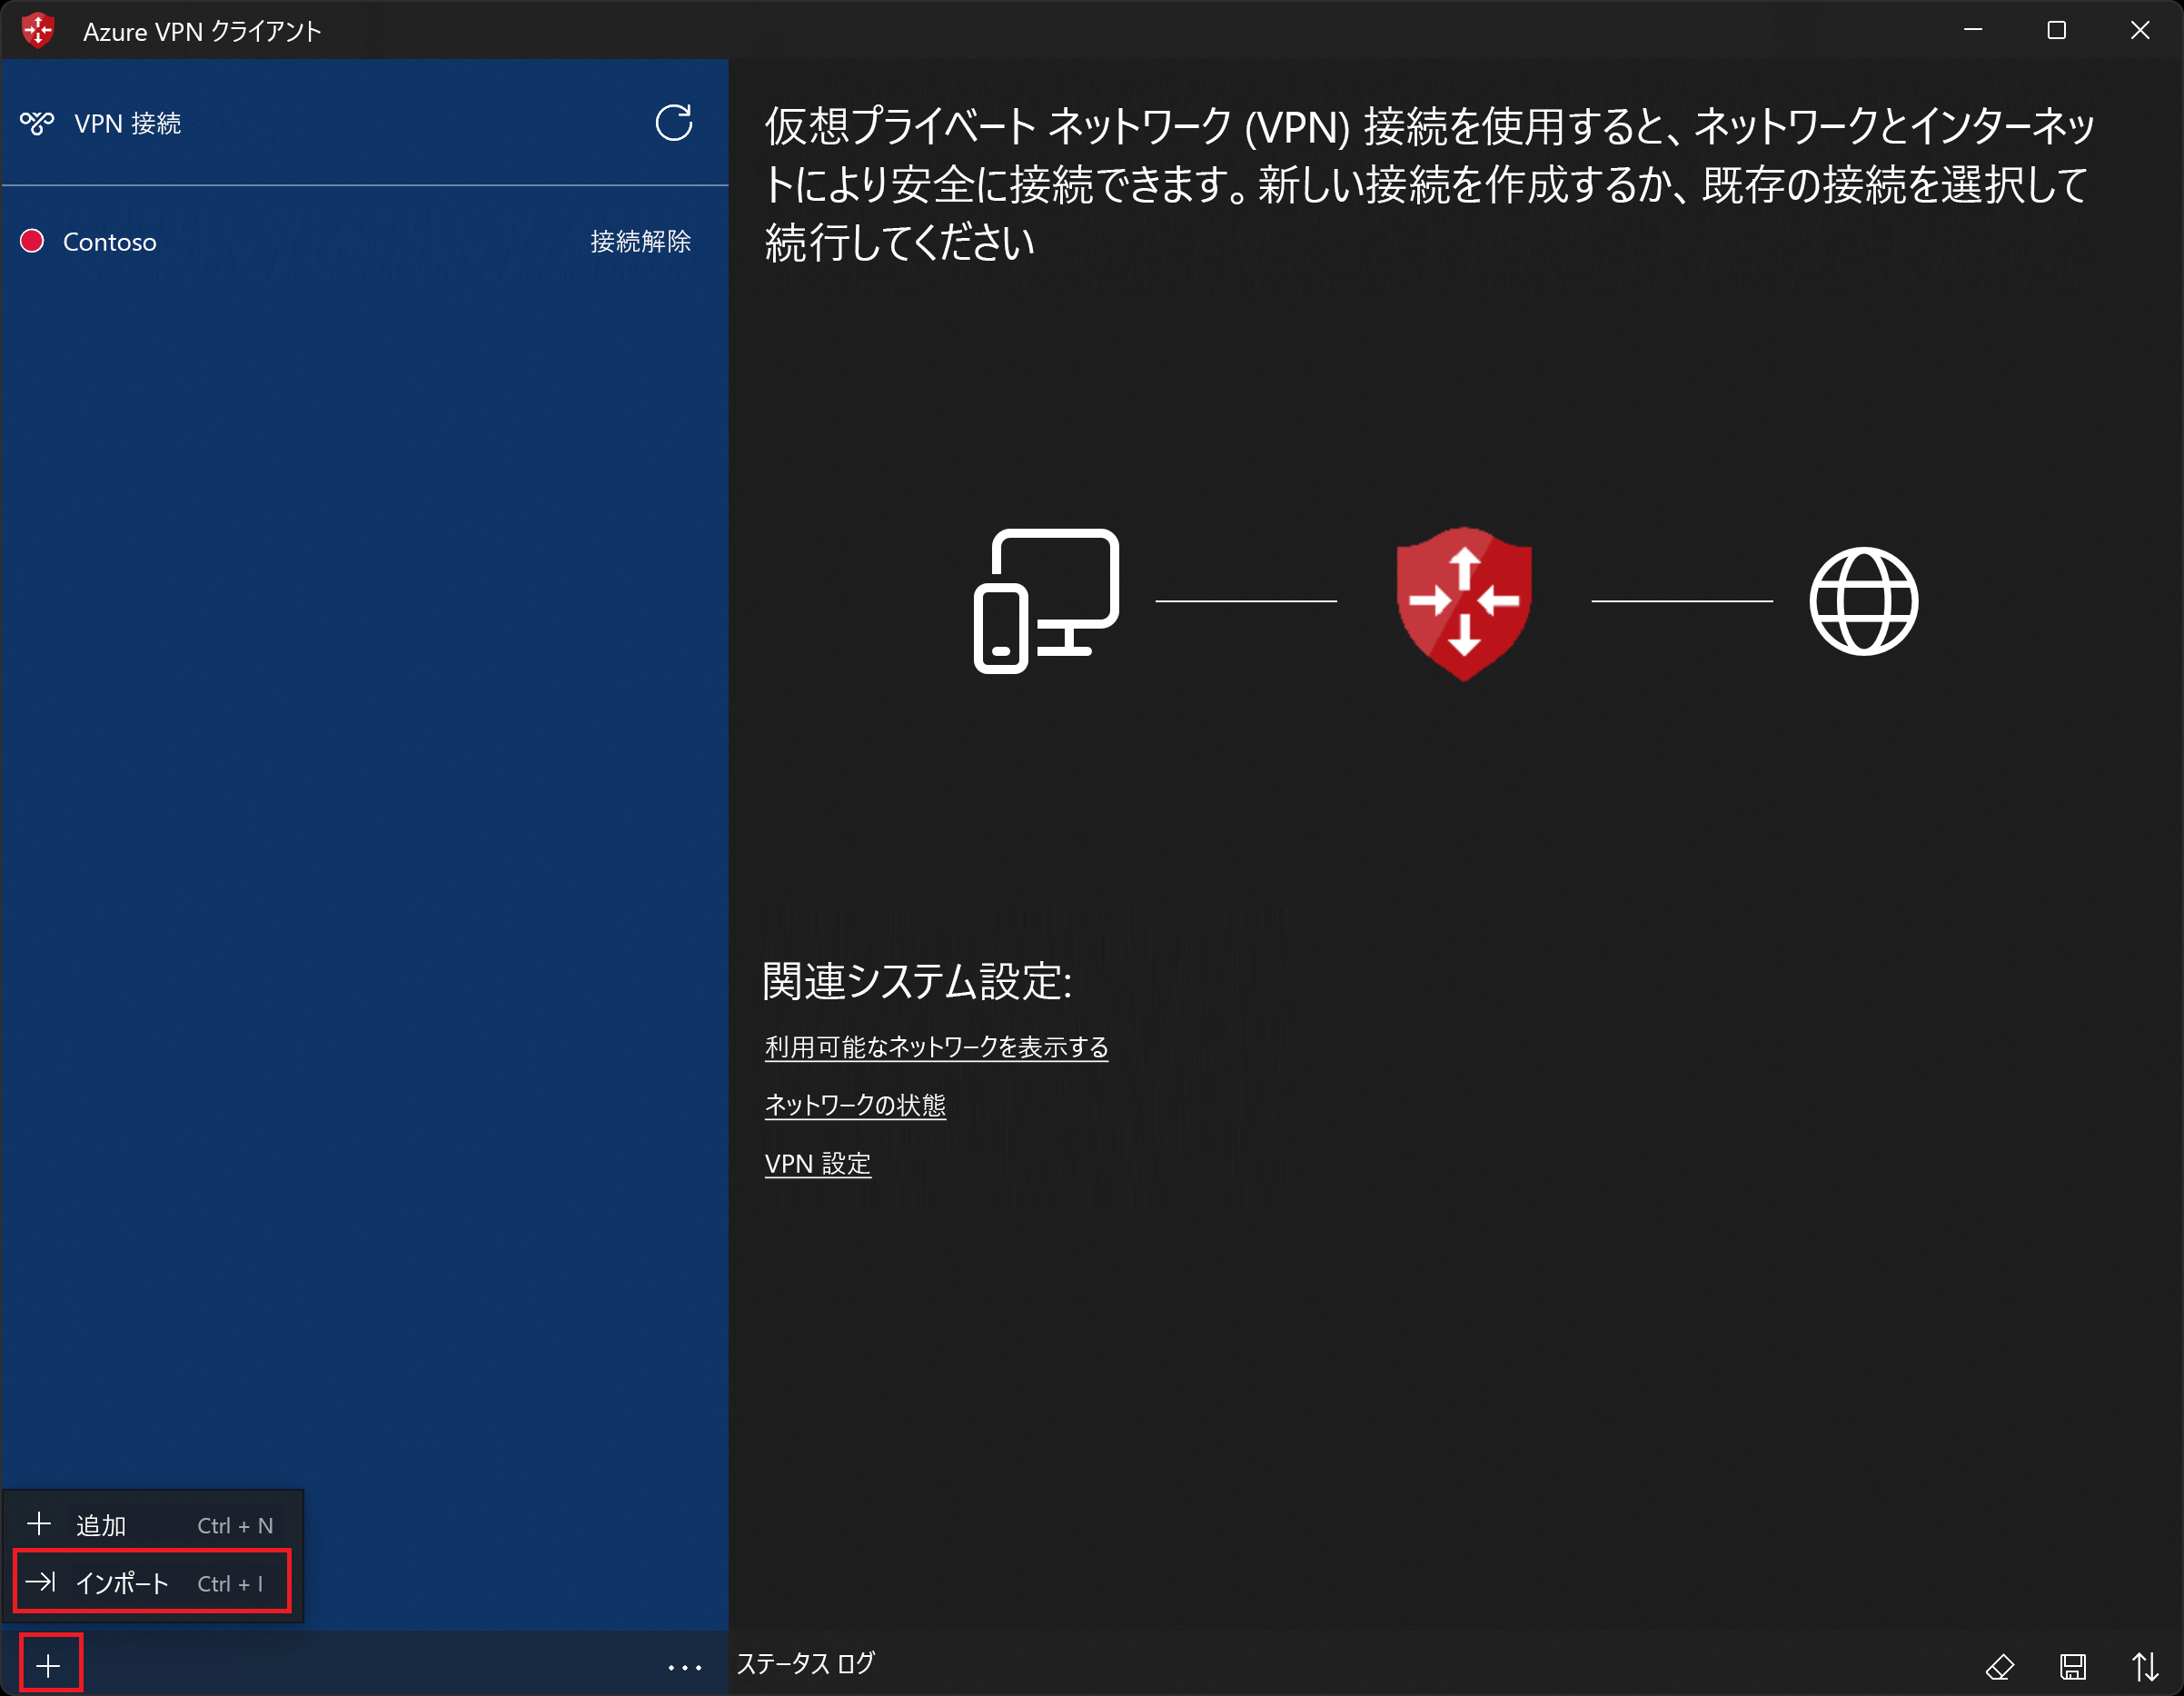 Azure VPN クライアント
VPN 接続
Contoso 接続解除
仮想プライベート ネットワーク (VPN) 接続を使用すると、ネットワークとインターネッ
トにより安全に接続できます。新しい接続を作成するか、既存の接続を選択して
続行してください
関連システム設定:
利用可能なネットワークを表示する
ネットワークの状態
VPN 設定
追加 Ctrl + N
インポート Ctrl + I
ステータス ログ